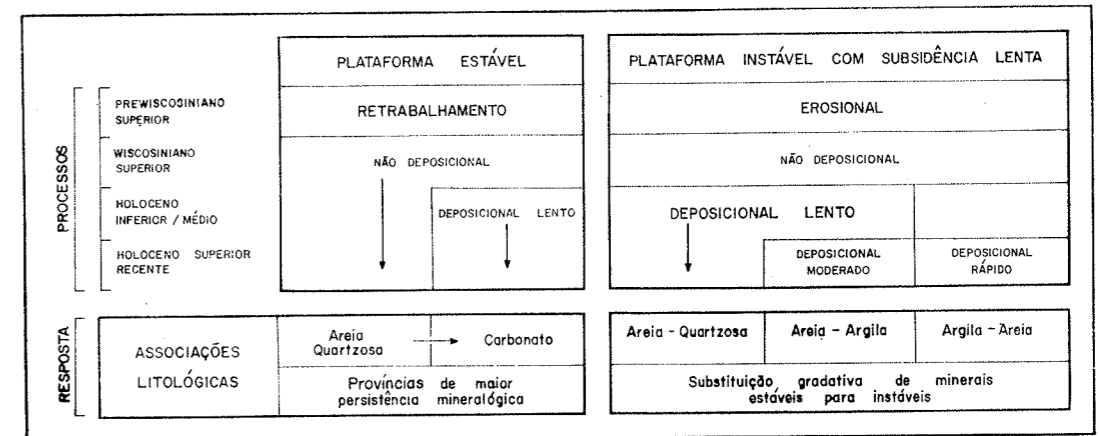 PLATAFORMA ESTÁVEL
PLATAFORMA INSTÁVEL COM SUBSIDÊNCIA LENTA
PROCESSOS
PREWISCOSINIANO
SUPERIOR
RETRABALHAMENTO
EROSIONAL
WISCOSINIANO
SUPERIOR
NÃO DEPOSICIONAL
NÃO DEPOSICIONAL
HOLOCENO
INFERIOR / MÉDIO
DEPOSICIONAL LENTO
DEPOSICIONAL LENTO
HOLOCENO SUPERIOR
RECENTE
DEPOSICIONAL
MODERADO
DEPOSICIONAL
RÁPIDO
RESPOSTA
ASSOCIAÇÕES
LITOLÓGICAS
Areia
Quartzosa
Carbonato
Areia - Quartzosa
Areia - Argila
Argila - Areia
Províncias de maior
persistência mineralógica
Substituição gradativa de minerais
estáveis para instáveis